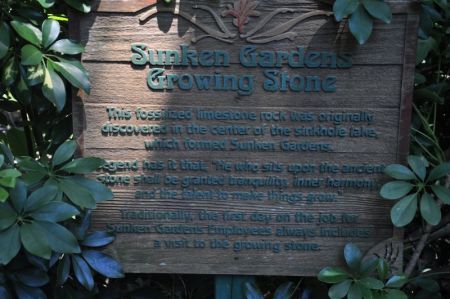 Sunken Gardens
Growing Stone
This fossilized limestone rock was originally
discovered in the center of the sinkhole lake,
which formed Sunken Gardens.
Legend has it that: "he who sits upon the ancient
stone shall be granted tranquility, inner harmony
and the talent to make things grow."
Traditionally, the first day on the job for
Sunken Gardens Employees always includes
a visit to the growing stone.